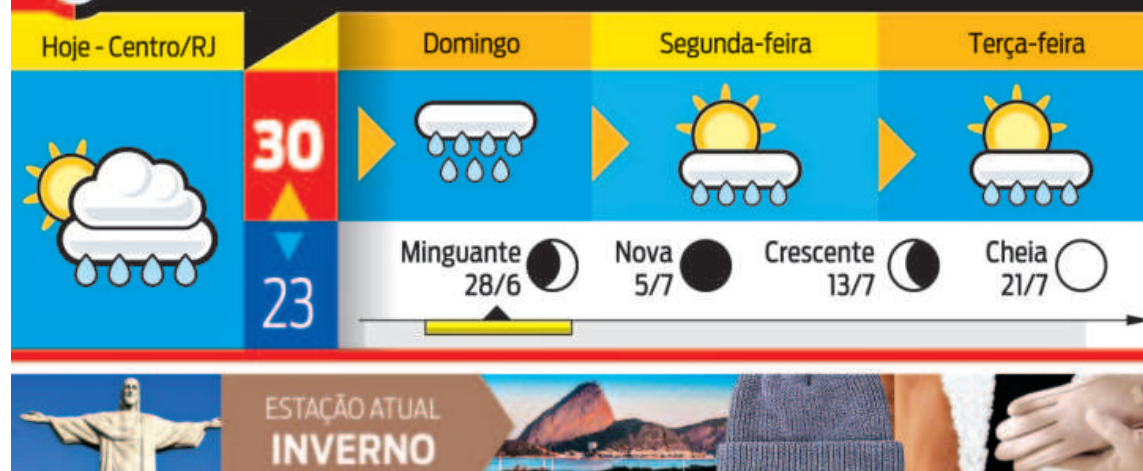 Hoje - Centro/RJ
Domingo
Segunda-feira
Terça-feira
30
23
Minguante
28/6
Nova
5/7
Crescente
13/7
Cheia
21/7
ESTAÇÃO ATUAL
INVERNO